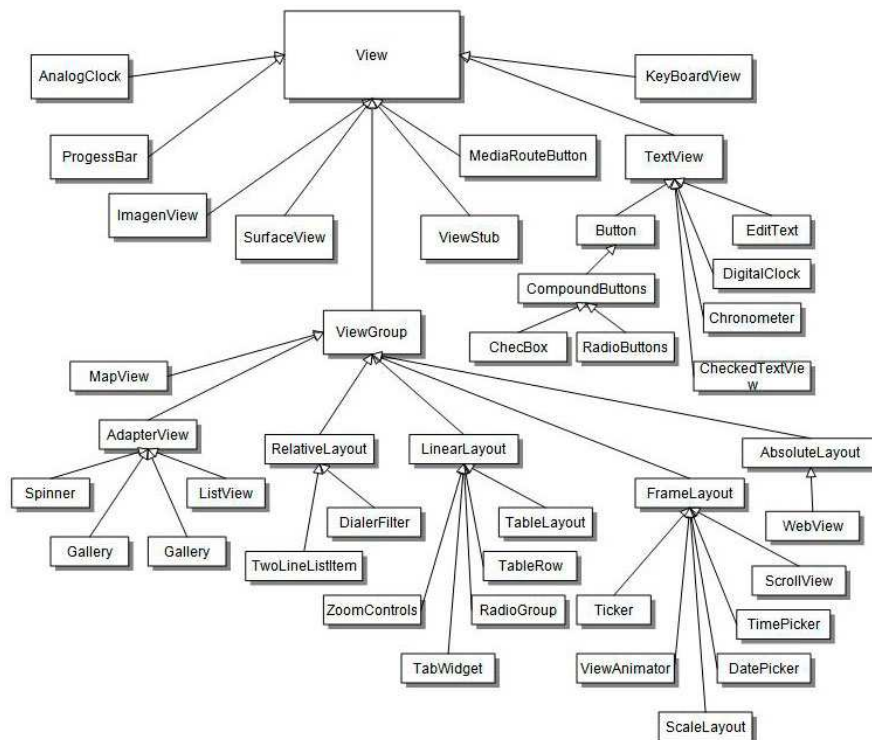 View
AnalogClock
KeyBoardView
ProgessBar
MediaRouteButton
TextView
ImagenView
SurfaceView
ViewStub
Button
EditText
DigitalClock
CompoundButtons
Chronometer
ViewGroup
ChecBox
RadioButtons
MapView
CheckedTextVie
w
AdapterView
RelativeLayout
LinearLayout
AbsoluteLayout
Spinner
ListView
FrameLayout
DialerFilter
TableLayout
WebView
Gallery
Gallery
TwoLineListItem
TableRow
ScrollView
ZoomControls
RadioGroup
Ticker
TimePicker
TabWidget
ViewAnimator
DatePicker
ScaleLayout